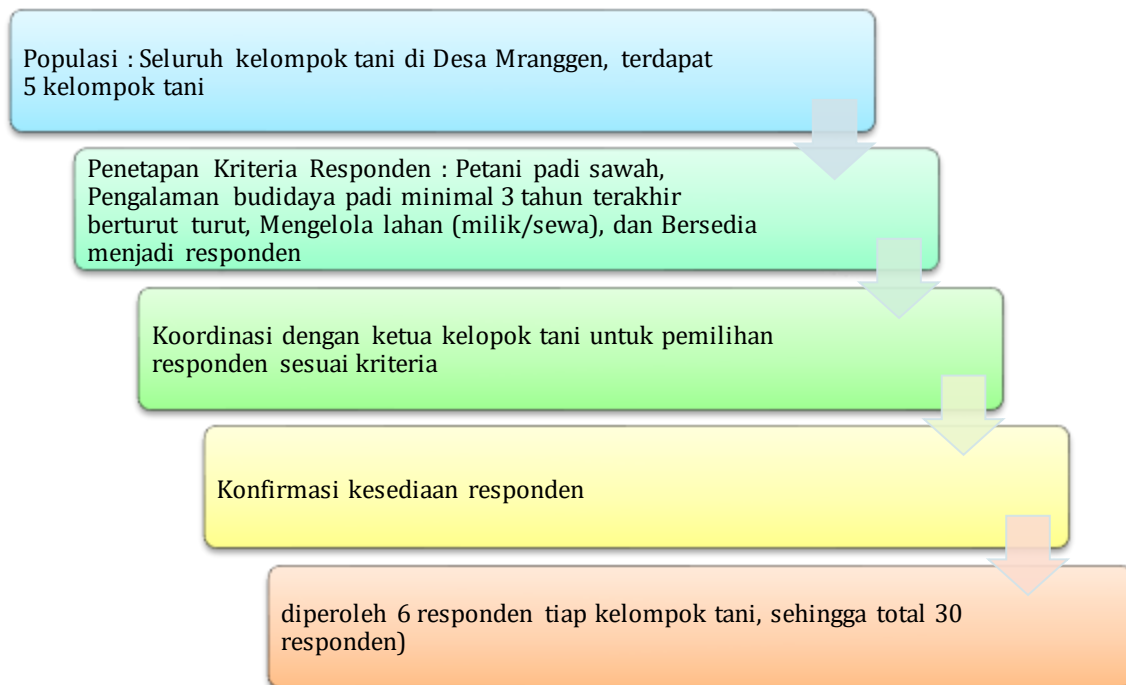 Populasi : Seluruh kelompok tani di Desa Mranggen, terdapat
5 kelompok tani
Penetapan Kriteria Responden : Petani padi sawah,
Pengalaman budidaya padi minimal 3 tahun terakhir
berturut turut, Mengelola lahan (milik/sewa), dan Bersedia
menjadi responden
Koordinasi dengan ketua kelopok tani untuk pemilihan
responden sesuai kriteria
Konfirmasi kesediaan responden
diperoleh 6 responden tiap kelompok tani, sehingga total 30
responden)